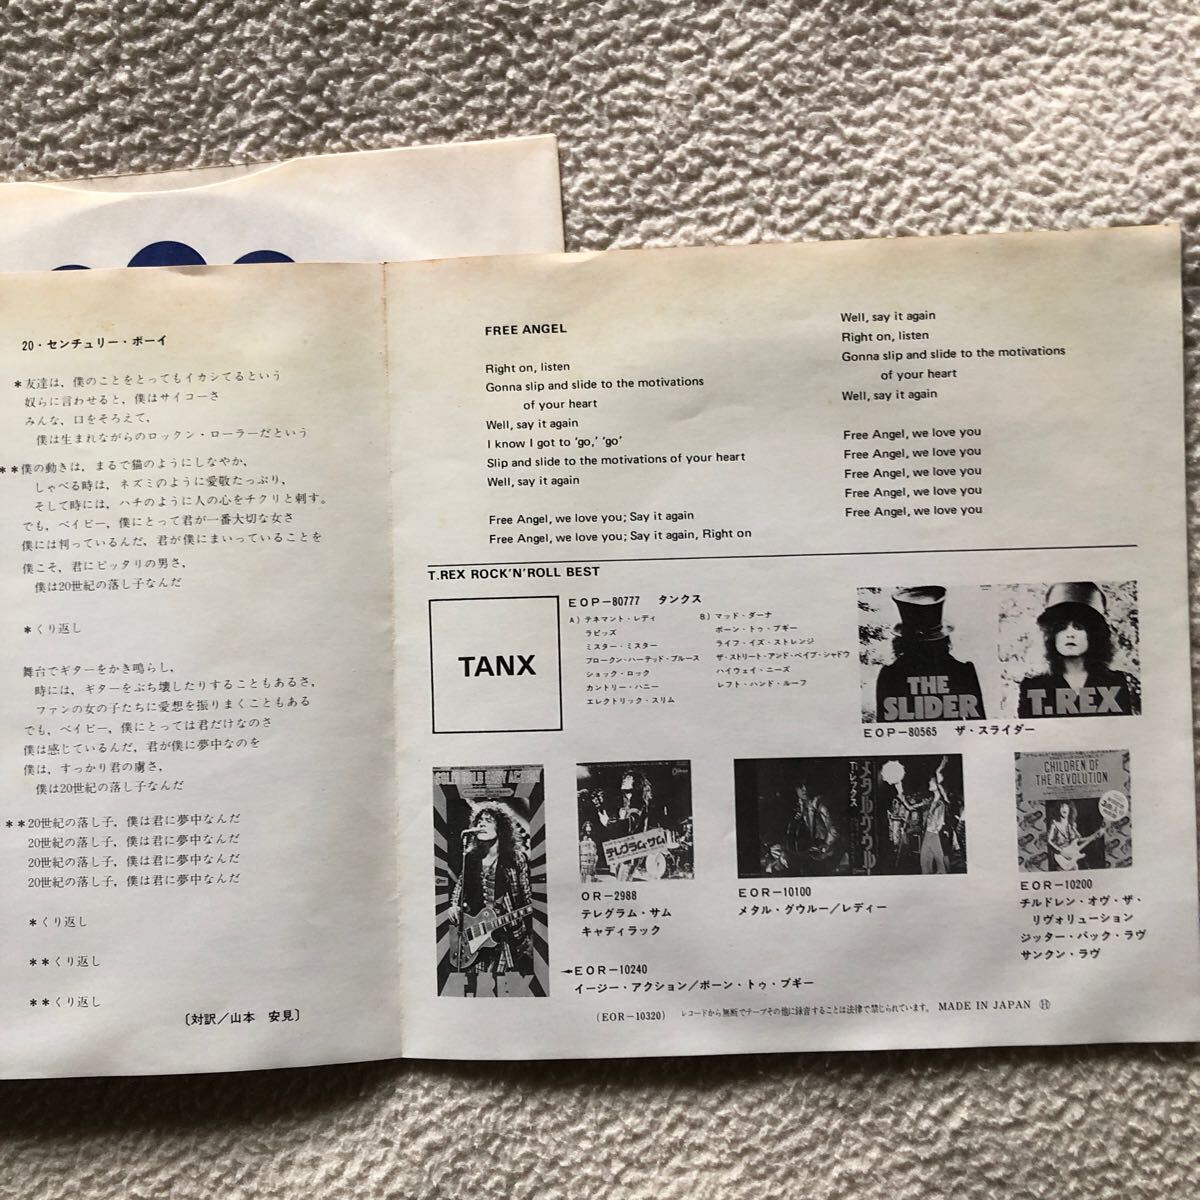 20・センチュリー・ボーイ
＊友達は，僕のことをとってもイカシてるという
奴らに言わせると，僕はサイコーさ
みんな，口をそろえて，
僕は生まれながらのロックン・ローラーだという
＊＊僕の動きは，まるで猫のようにしなやか，
しゃべる時は，ネズミのように愛敬たっぷり，
そして時には，ハチのように人の心をチクリと刺す。
でも，ベイビー，僕にとって君が一番大切な女さ
僕には判っているんだ，君が僕にまいっていることを
僕こそ，君にピッタリの男さ，
僕は20世紀の落し子なんだ
＊くり返し
舞台でギターをかき鳴らし，
時には，ギターをぶち壊したりすることもあるさ，
ファンの女の子たちに愛想を振りまくこともある
でも，ベイビー，僕にとっては君だけなのさ
僕は感じているんだ，君が僕に夢中なのを
僕は，すっかり君の虜さ，
僕は20世紀の落し子なんだ
＊＊20世紀の落し子，僕は君に夢中なんだ
20世紀の落し子，僕は君に夢中なんだ
20世紀の落し子，僕は君に夢中なんだ
20世紀の落し子，僕は君に夢中なんだ
＊くり返し
＊＊くり返し
＊＊くり返し
〔対訳／山本　安見〕
FREE ANGEL
Right on, listen
Gonna slip and slide to the motivations
of your heart
Well, say it again
I know I got to ‘go,’ ‘go’
Slip and slide to the motivations of your heart
Well, say it again
Free Angel, we love you; Say it again
Free Angel, we love you; Say it again, Right on
Well, say it again
Right on, listen
Gonna slip and slide to the motivations
of your heart
Well, say it again
Free Angel, we love you
Free Angel, we love you
Free Angel, we love you
Free Angel, we love you
Free Angel, we love you
T.REX ROCK'N'ROLL BEST
TANX
EOP−80777　タンクス
A）テネマント・レディ
ラビッズ
ミスター・ミスター
ブロークン・ハーテッド・ブルース
ショック・ロック
カントリー・ハニー
エレクトリック・スリム
B）マッド・ダーナ
ボーン・トゥ・ブギー
ライフ・イズ・ストレンジ
ザ・ストリート・アンド・ベイブ・シャドウ
ハイウェイ・ニーズ
レフト・ハンド・ルーフ
THE
SLIDER
T.REX
EOP−80565　ザ・スライダー
テレグラム・サム
OR−2988
テレグラム・サム
キャディラック
T・レックス
メタル・グウルー
EOR−10100
メタル・グウルー／レディー
CHILDREN OF
THE REVOLUTION
EOR−10200
チルドレン・オヴ・ザ・
リヴォリューション
ジッター・バック・ラヴ
サンクン・ラヴ
←EOR−10240
イージー・アクション／ボーン・トゥ・ブギー
（EOR−10320）　レコードから無断でテープその他に録音することは法律で禁じられています。　MADE IN JAPAN Ⓗ